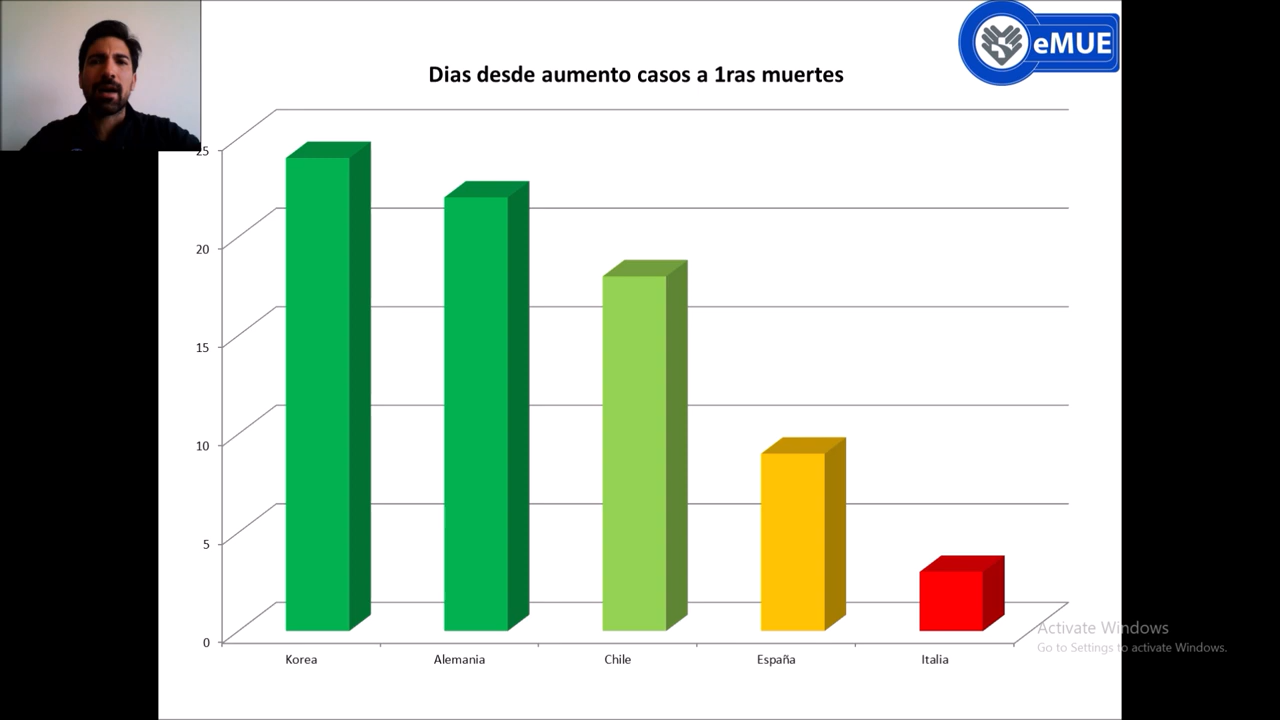 eMUE
Dias desde aumento casos a 1ras muertes
25
20
15
10
5
0
Korea
Alemania
Chile
España
Italia
Activate Windows
Go to Settings to activate Windows.